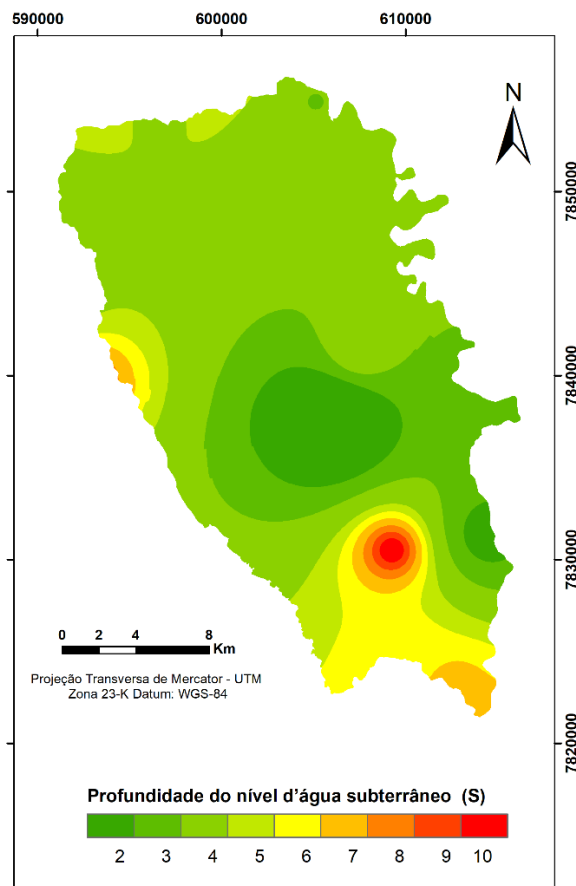 590000 600000 610000
N
7850000
7840000
7830000
7820000
0 2 4 8
Km
Projeção Transversa de Mercator - UTM
Zona 23-K Datum: WGS-84
Profundidade do nível d'água subterrâneo (S)
2 3 4 5 6 7 8 9 10